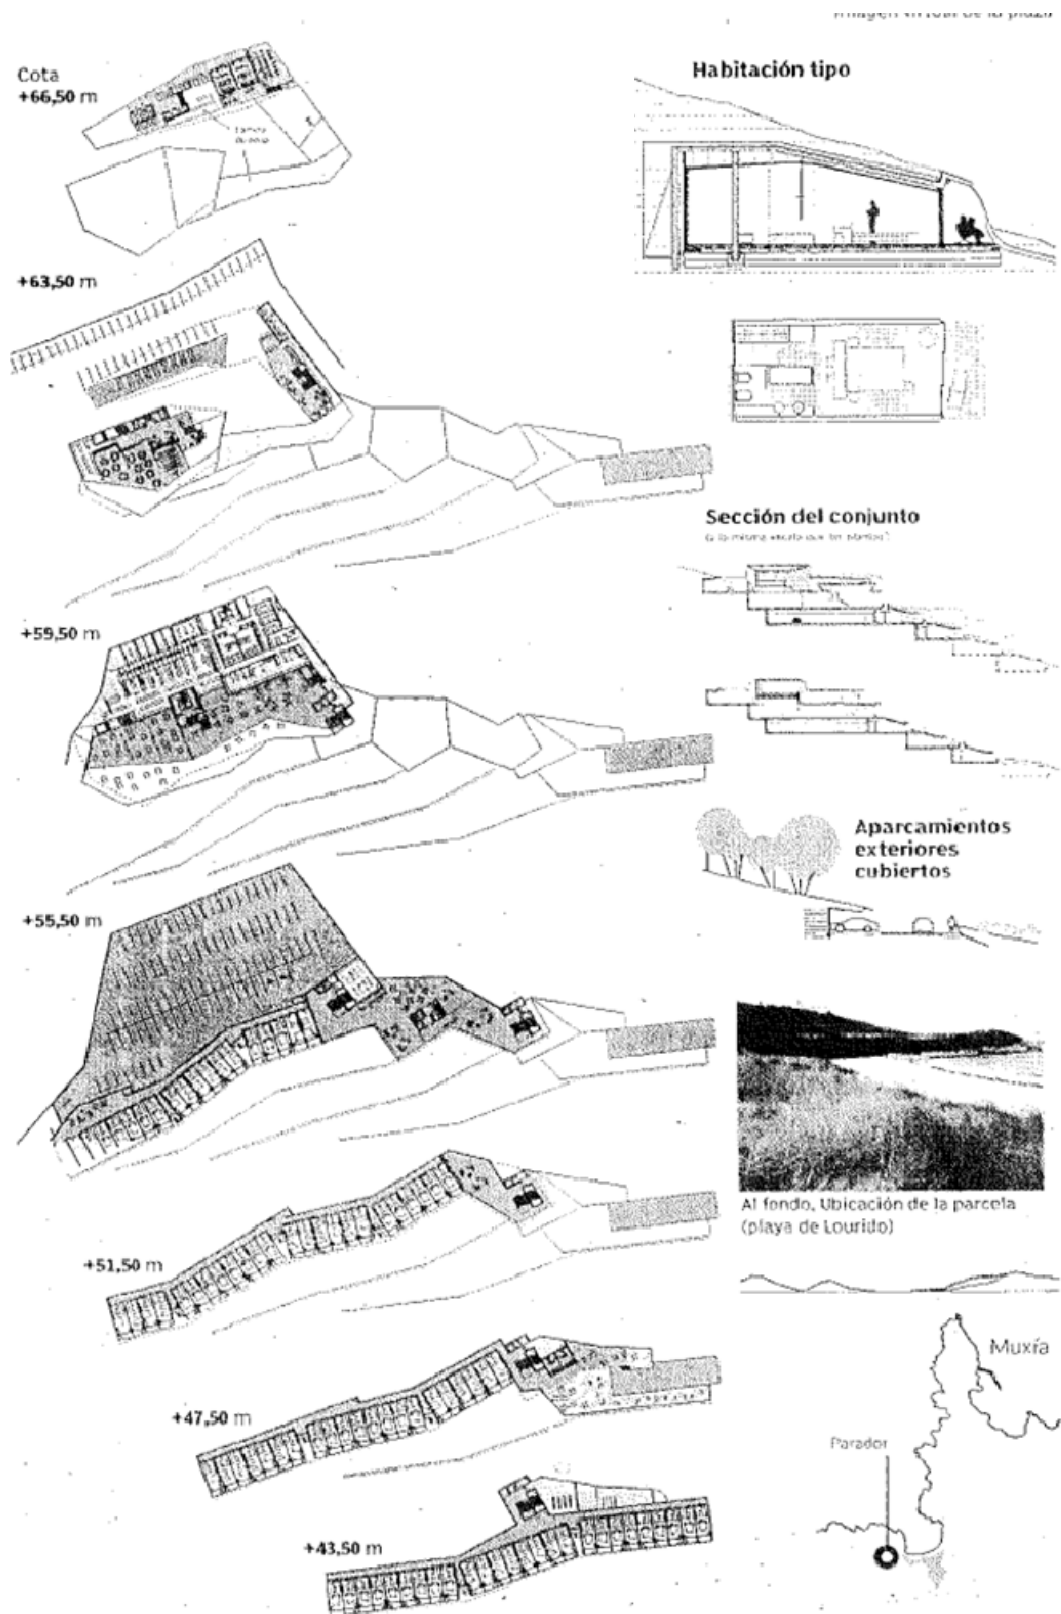 Cota
+66,50 m
Habitación tipo
+63,50 m
Sección del conjunto
+59,50 m
Aparcamientos
exteriores
cubiertos
+55,50 m
Al fondo, Ubicación de la parcela
(playa de Lourido)
+51,50 m
Muxía
+47,50 m
Parador
+43,50 m